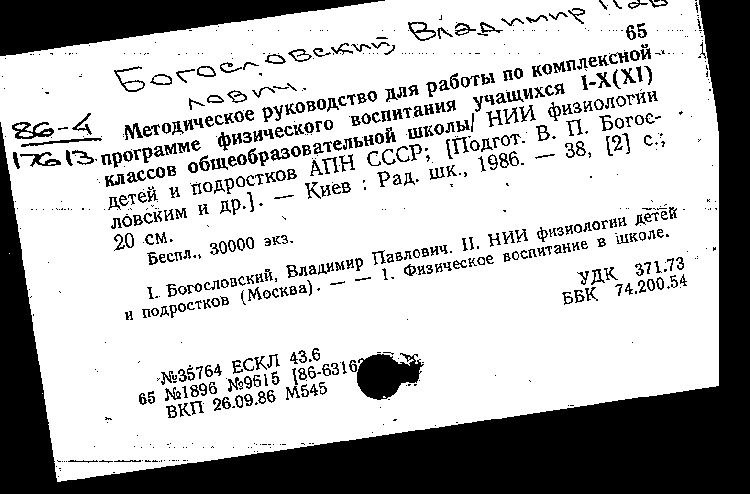 Богословский Владимир Пав
лович.
65
86-4
17613
Методическое руководство для работы по комплексной
программе физического воспитания учащихся I-X(XI)
классов общеобразовательной школы/ НИИ физиологии
детей и подростков АПН СССР; [Подгот. В. П. Богос-
ловским и др.]. — Киев : Рад. шк., 1986. — 38, [2] с.;
20 см.
Беспл., 30000 экз.
I. Богословский, Владимир Павлович. II. НИИ физиологии детей
и подростков (Москва). — — 1. Физическое воспитание в школе.
УДК 371.73
ББК 74.200.54
№35764 ЕСКЛ 43.6
65 №1896 №9615 [86-6316
ВКП 26.09.86 М545